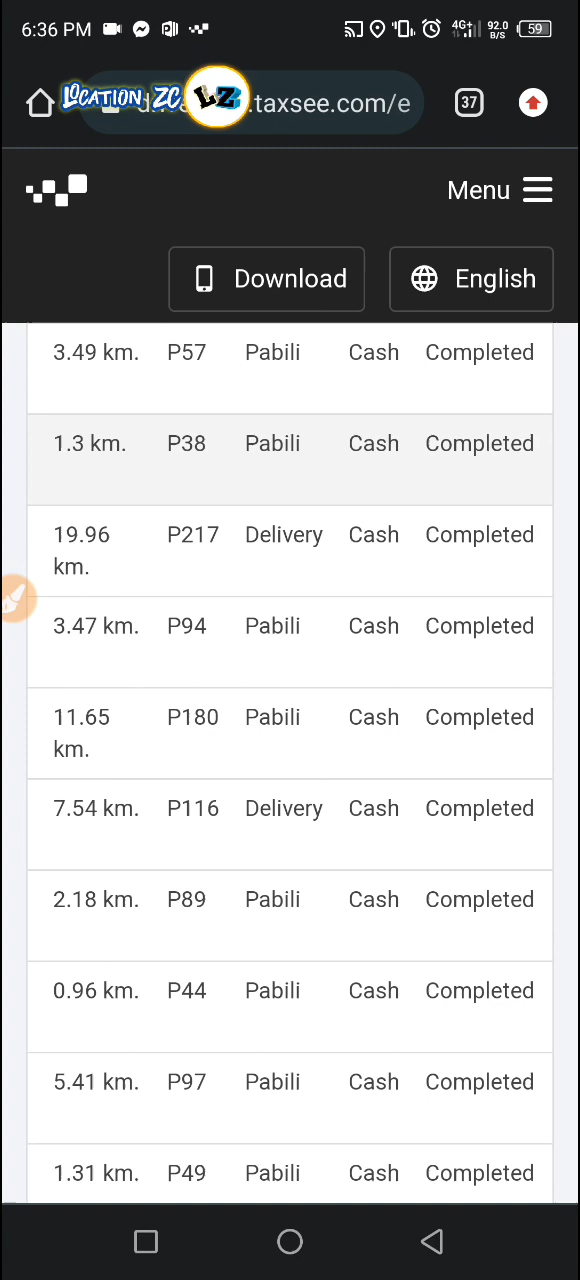 6:36 PM
4G+
92.0
B/S
59
LOCATION ZC
LZ
.taxsee.com/e
37
Menu
Download
English
3.49 km. P57 Pabili Cash Completed
1.3 km. P38 Pabili Cash Completed
19.96 P217 Delivery Cash Completed
km.
3.47 km. P94 Pabili Cash Completed
11.65 P180 Pabili Cash Completed
km.
7.54 km. P116 Delivery Cash Completed
2.18 km. P89 Pabili Cash Completed
0.96 km. P44 Pabili Cash Completed
5.41 km. P97 Pabili Cash Completed
1.31 km. P49 Pabili Cash Completed